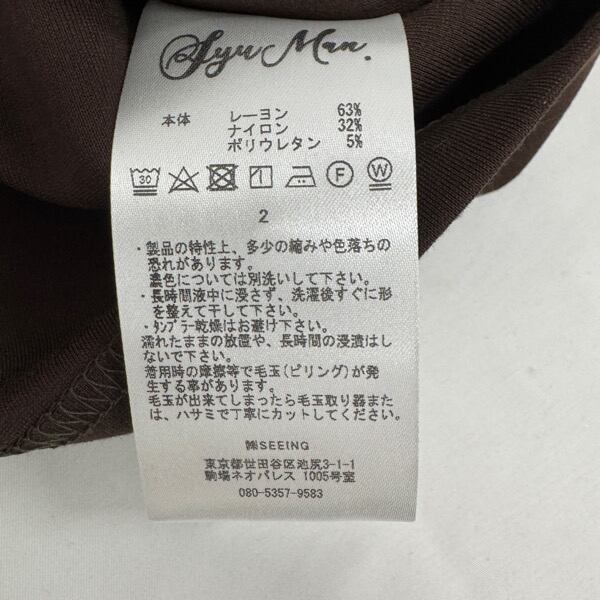 Syu Man.
本体 レーヨン 63%
ナイロン 32%
ポリウレタン 5%
30 F W
2
・製品の特性上、多少の縮みや色落ちの
恐れがあります。
濃色については別洗いして下さい。
・長時間液中に浸さず、洗濯後すぐに形
を整えて干して下さい。
・ﾀﾝﾌﾞﾗｰ乾燥はお避け下さい。
濡れたままの放置や、長時間の浸漬はし
ないで下さい。
着用時の摩擦等で毛玉(ピリング)が発
生する事があります。
毛玉が出来てしまったら毛玉取り器また
は、ハサミで丁寧にカットしてください。
㈱SEEING
東京都世田谷区池尻3-1-1
駒場ネオパレス 1005号室
080-5357-9583